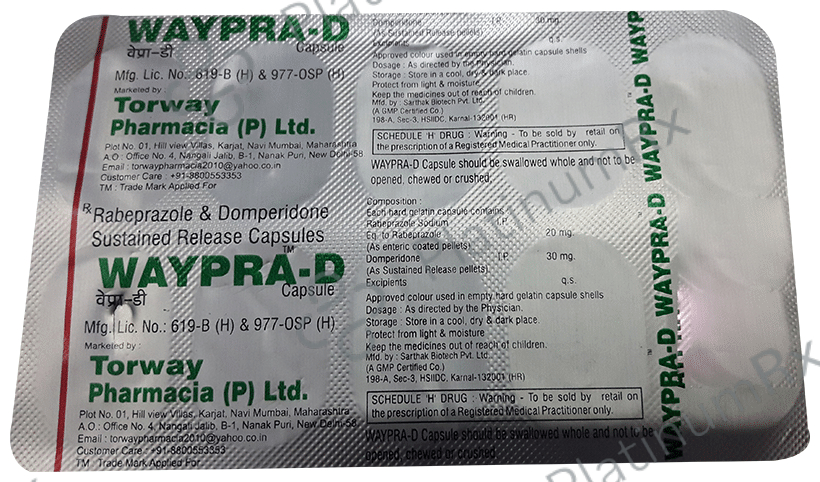 WAYPRA-D
वेप्रा-डी
Capsule
Mfg. Lic. No.: 619-B (H) & 977-OSP (H)
Marketed by :
Torway
Pharmacia (P) Ltd.
Plot No. 01, Hill view Villas, Karjat, Navi Mumbai, Maharashtra
A.O : Office No. 4, Nangali Jalib, B-1, Nanak Puri, New Delhi-58
Email : torwaypharmacia2010@yahoo.co.in
Customer Care : +91-8800553353
TM : Trade Mark Applied For
Rx Rabeprazole & Domperidone
Sustained Release Capsules
WAYPRA-D™
वेप्रा-डी
Capsule
Mfg. Lic. No.: 619-B (H) & 977-OSP (H)
Marketed by :
Torway
Pharmacia (P) Ltd.
Plot No. 01, Hill view Villas, Karjat, Navi Mumbai, Maharashtra
A.O. : Office No. 4, Nangali Jalib, B-1, Nanak Puri, New Delhi-58
Email : torwaypharmacia2010@yahoo.co.in
Customer Care : +91-8800553353
TM : Trade Mark Applied For
Domperidone I.P. 30 mg.
(As Sustained Release pellets)
Excipients q.s.
Approved colour used in empty hard gelatin capsule shells
Dosage : As directed by the Physician.
Storage : Store in a cool, dry & dark place.
Protect from light & moisture
Keep the medicines out of reach of children.
Mfd. by : Sarthak Biotech Pvt. Ltd.
(A GMP Certified Co.)
198-A, Sec-3, HSIIDC, Karnal-132001 (HR)
SCHEDULE 'H' DRUG : Warning - To be sold by retail on
the prescription of a Registered Medical Practitioner only.
WAYPRA-D Capsule should be swallowed whole and not to be
opened, chewed or crushed.
Composition :
Each hard gelatin capsule contains :
Rabeprazole Sodium I.P.
Eq. to Rabeprazole 20 mg.
(As enteric coated pellets)
Domperidone I.P. 30 mg.
(As Sustained Release pellets)
Excipients q.s.
Approved colour used in empty hard gelatin capsule shells
Dosage : As directed by the Physician.
Storage : Store in a cool, dry & dark place.
Protect from light & moisture
Keep the medicines out of reach of children.
Mfd. by : Sarthak Biotech Pvt. Ltd.
(A GMP Certified Co.)
198-A, Sec-3, HSIIDC, Karnal-132001 (HR)
SCHEDULE 'H' DRUG : Warning - To be sold by retail on
the prescription of a Registered Medical Practitioner only.
WAYPRA-D Capsule should be swallowed whole and not to be
opened, chewed or crushed.
WAYPRA-D WAYPRA-D WAYPRA-D WAYP
PlatinumRx
PlatinumRx